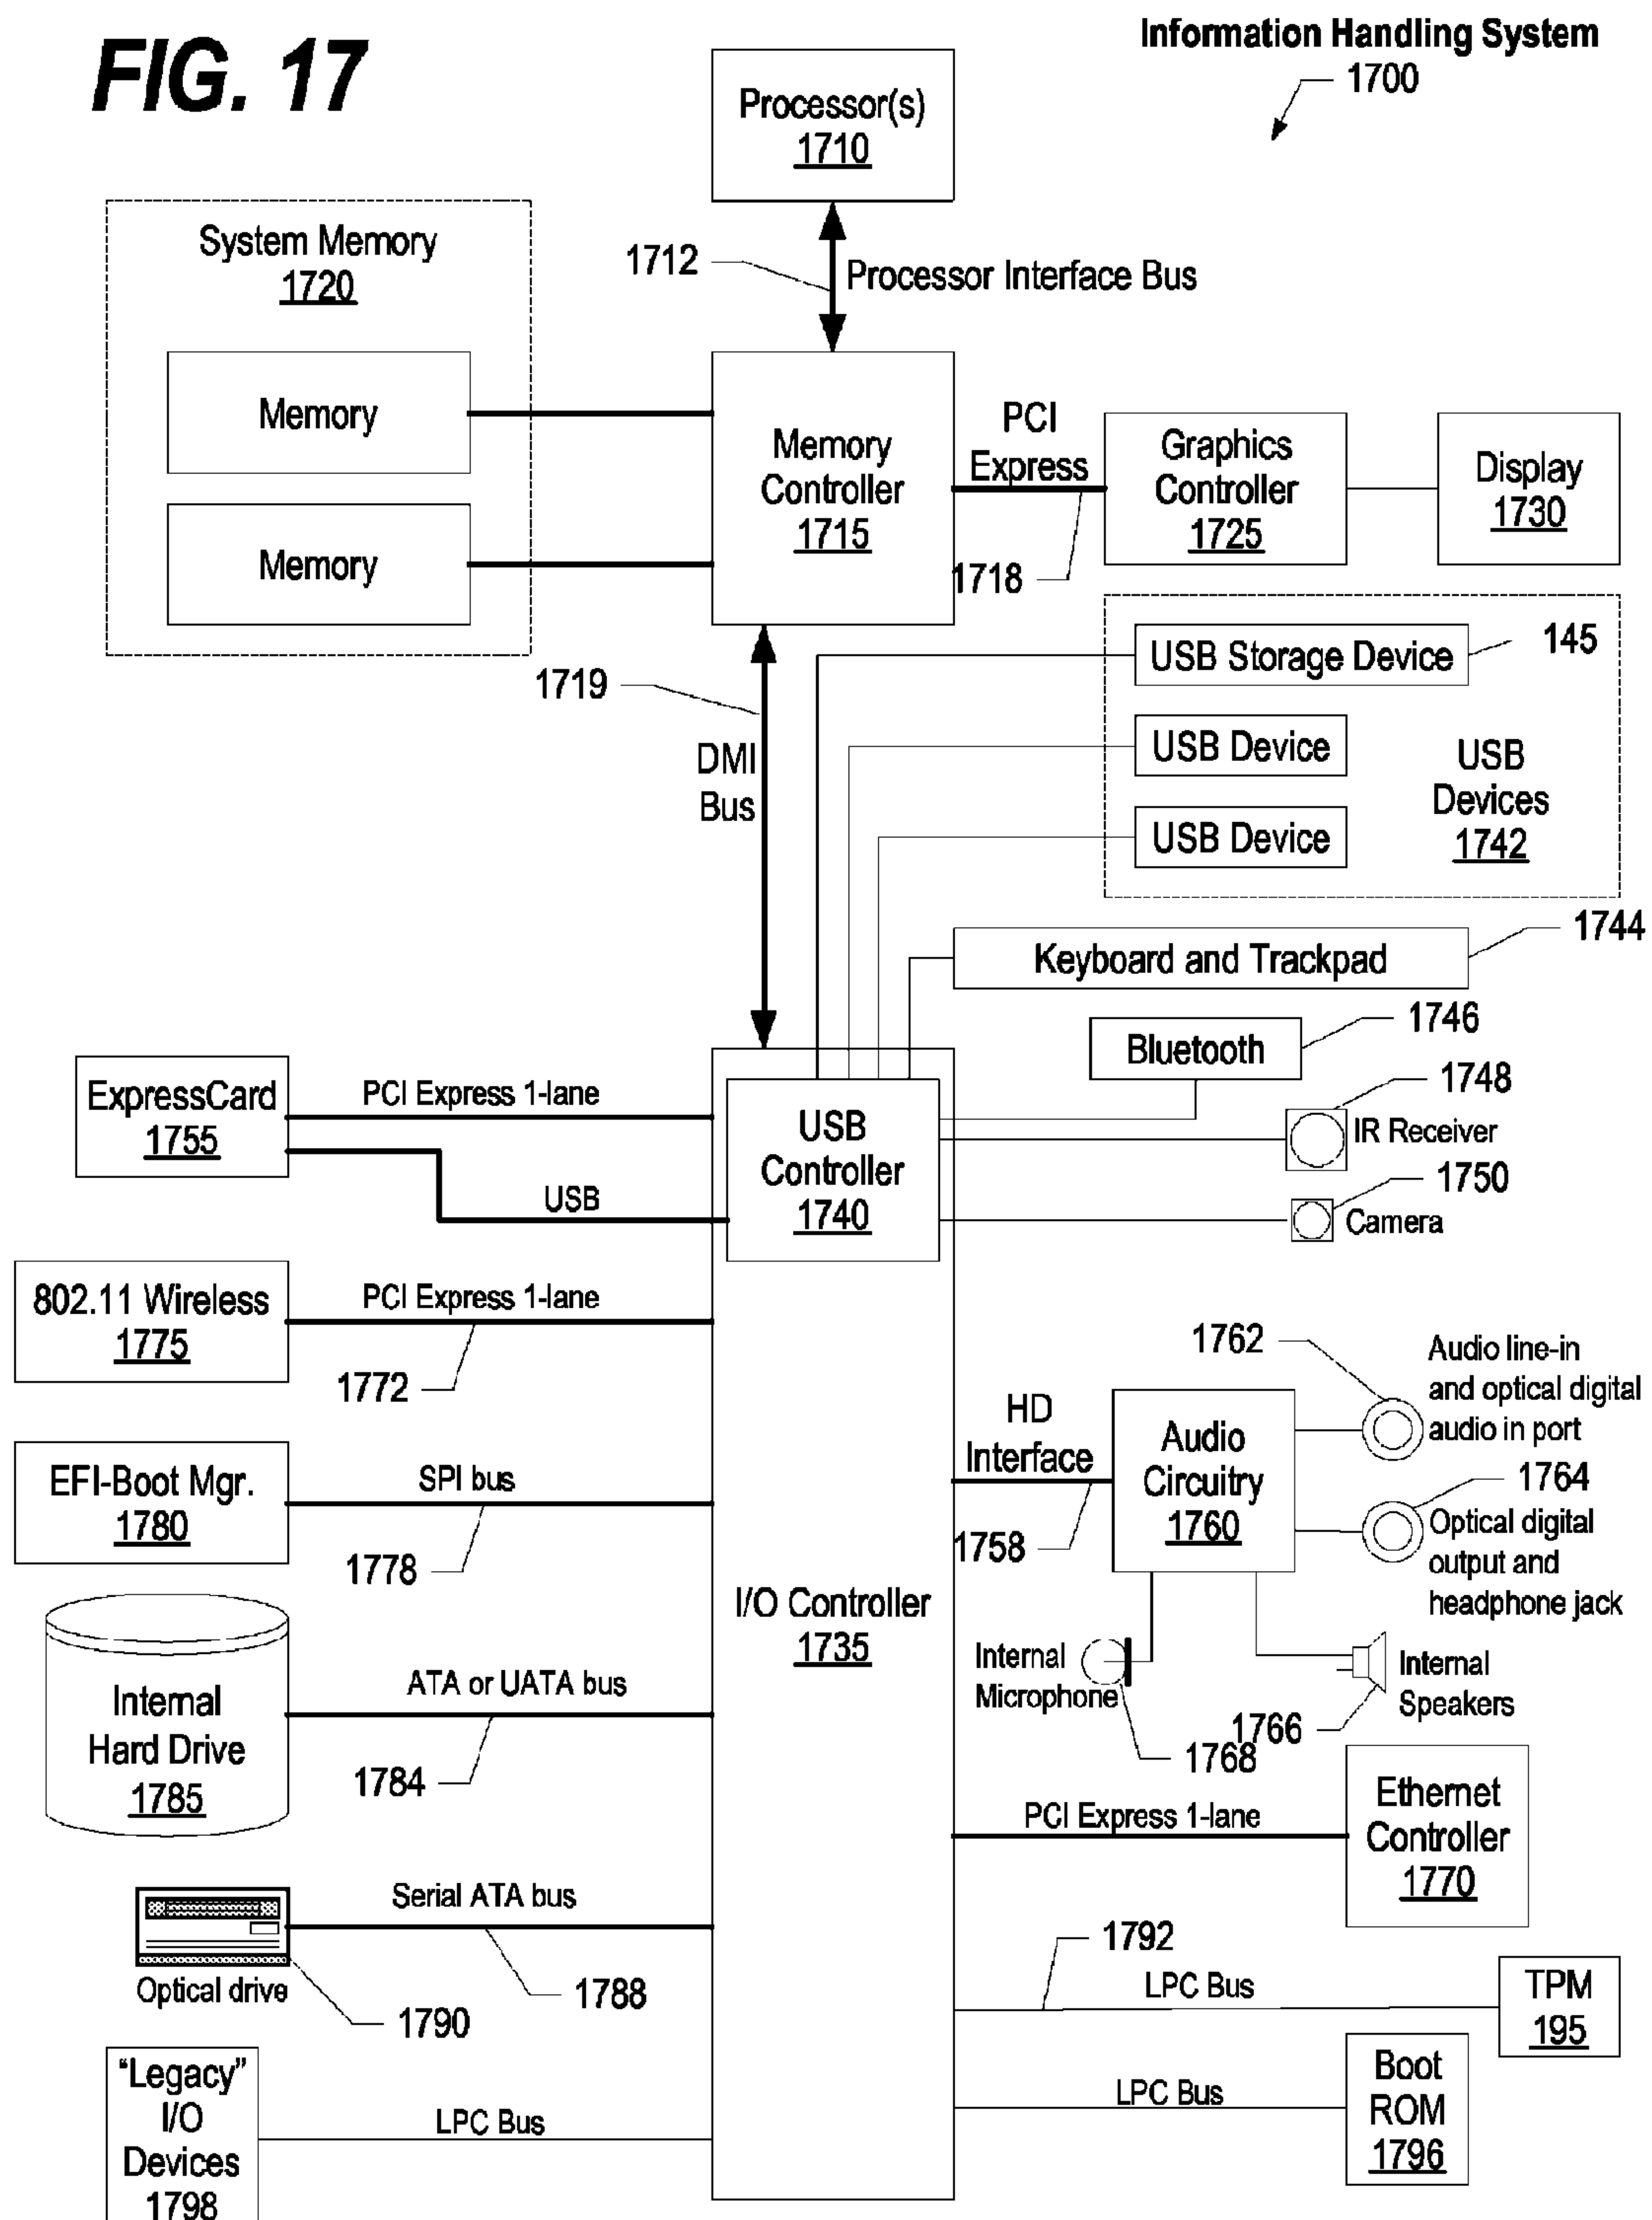 FIG. 17
Information Handling System
1700
Processor(s)
1710
1712
Processor Interface Bus
System Memory
1720
Memory
Memory
Memory
Controller
1715
PCI
Express
1718
Graphics
Controller
1725
Display
1730
1719
DMI
Bus
USB Storage Device
145
USB Device
USB Device
USB
Devices
1742
Keyboard and Trackpad
1744
Bluetooth
1746
1748
IR Receiver
1750
Camera
ExpressCard
1755
PCI Express 1-lane
USB
USB
Controller
1740
802.11 Wireless
1775
PCI Express 1-lane
1772
EFI-Boot Mgr.
1780
SPI bus
1778
I/O Controller
1735
HD
Interface
1758
Audio
Circuitry
1760
1762
Audio line-in
and optical digital
audio in port
1764
Optical digital
output and
headphone jack
Internal
Microphone
1768
Internal
Speakers
1766
Internal
Hard Drive
1785
ATA or UATA bus
1784
PCI Express 1-lane
Ethernet
Controller
1770
Optical drive
1790
Serial ATA bus
1788
1792
LPC Bus
TPM
195
LPC Bus
Boot
ROM
1796
“Legacy”
I/O
Devices
1798
LPC Bus